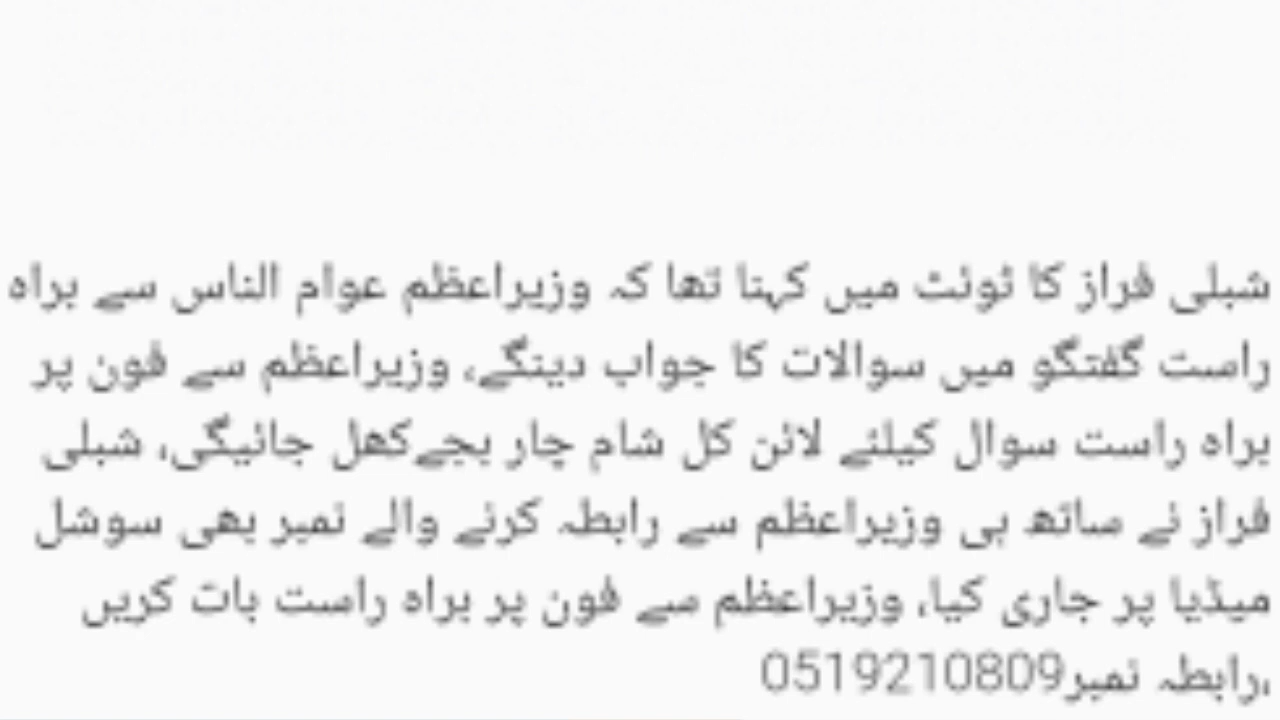 شبلی فراز کا ٹوئٹ میں کہنا تھا کہ وزیراعظم عوام الناس سے براہ
راست گفتگو میں سوالات کا جواب دینگے، وزیراعظم سے فون پر
براہ راست سوال کیلئے لائن کل شام چار بجےکھل جائیگی، شبلی
فراز نے ساتھ ہی وزیراعظم سے رابطہ کرنے والے نمبر بھی سوشل
میڈیا پر جاری کیا، وزیراعظم سے فون پر براہ راست بات کریں
،رابطہ نمبر0519210809